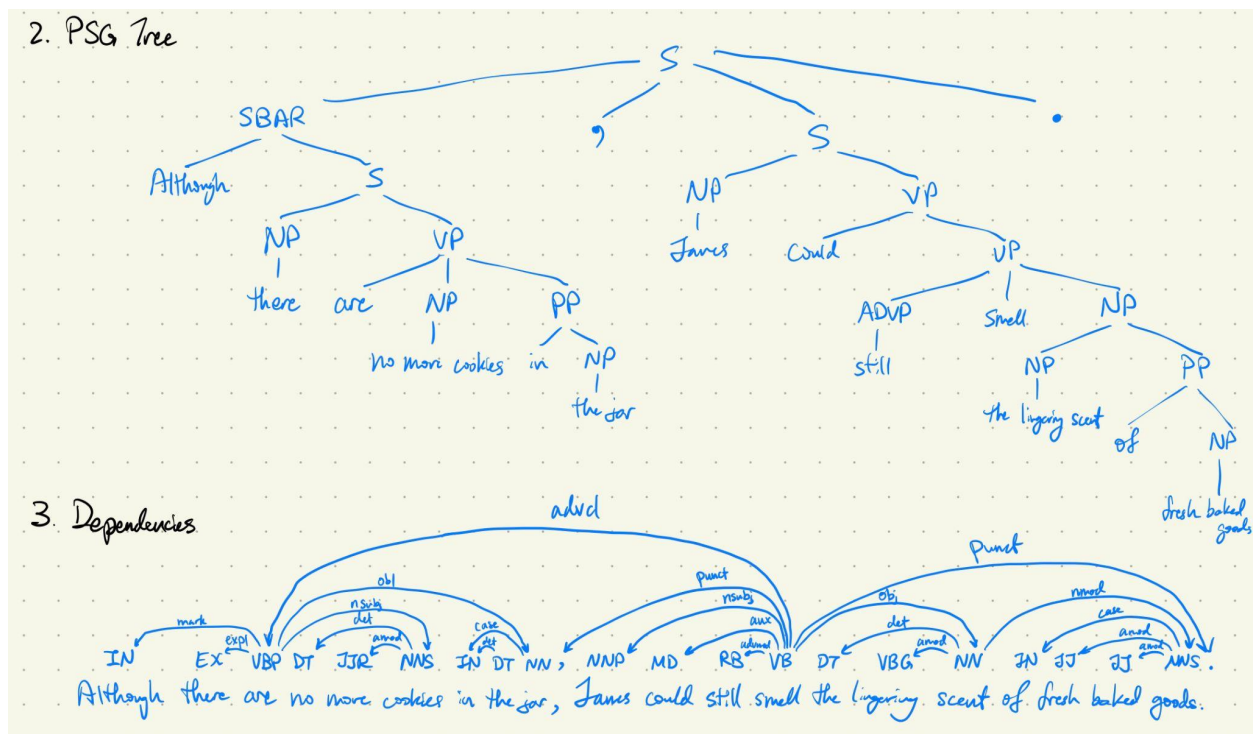 2. PSG Tree
S
SBAR , S .
Although S NP VP
NP VP James could VP
there are NP PP ADVP smell NP
no more cookies in NP still NP PP
the jar the lingering scent of NP
fresh baked goods
3. Dependencies
advcl
punct
obl punct obj nmod
nsubj nsubj case
mark det case aux det amod
expl amod det advmod amod amod
IN EX VBP DT JJR NNS IN DT NN , NNP MD RB VB DT VBG NN IN JJ JJ NNS .
Although there are no more cookies in the jar, James could still smell the lingering scent of fresh baked goods.